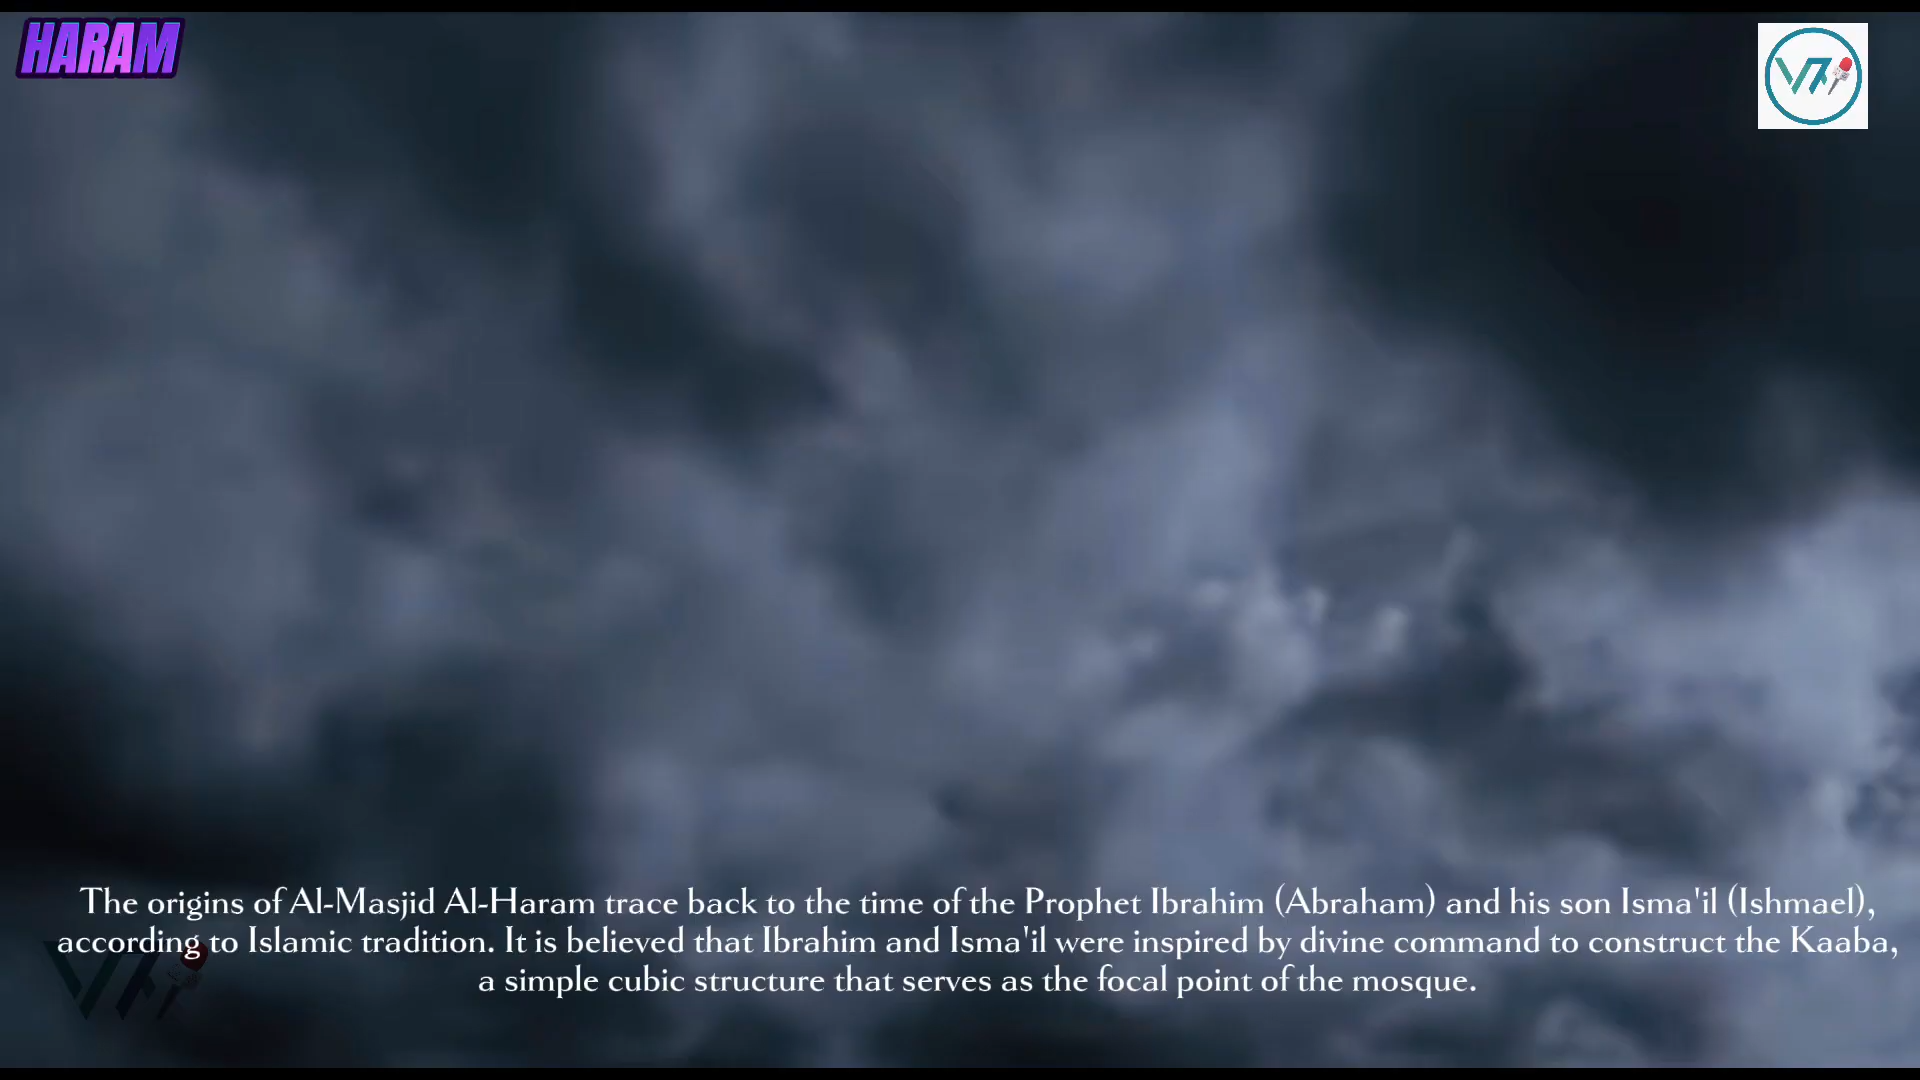 HARAM
V7
The origins of Al-Masjid Al-Haram trace back to the time of the Prophet Ibrahim (Abraham) and his son Isma'il (Ishmael),
according to Islamic tradition. It is believed that Ibrahim and Isma'il were inspired by divine command to construct the Kaaba,
a simple cubic structure that serves as the focal point of the mosque.
V7